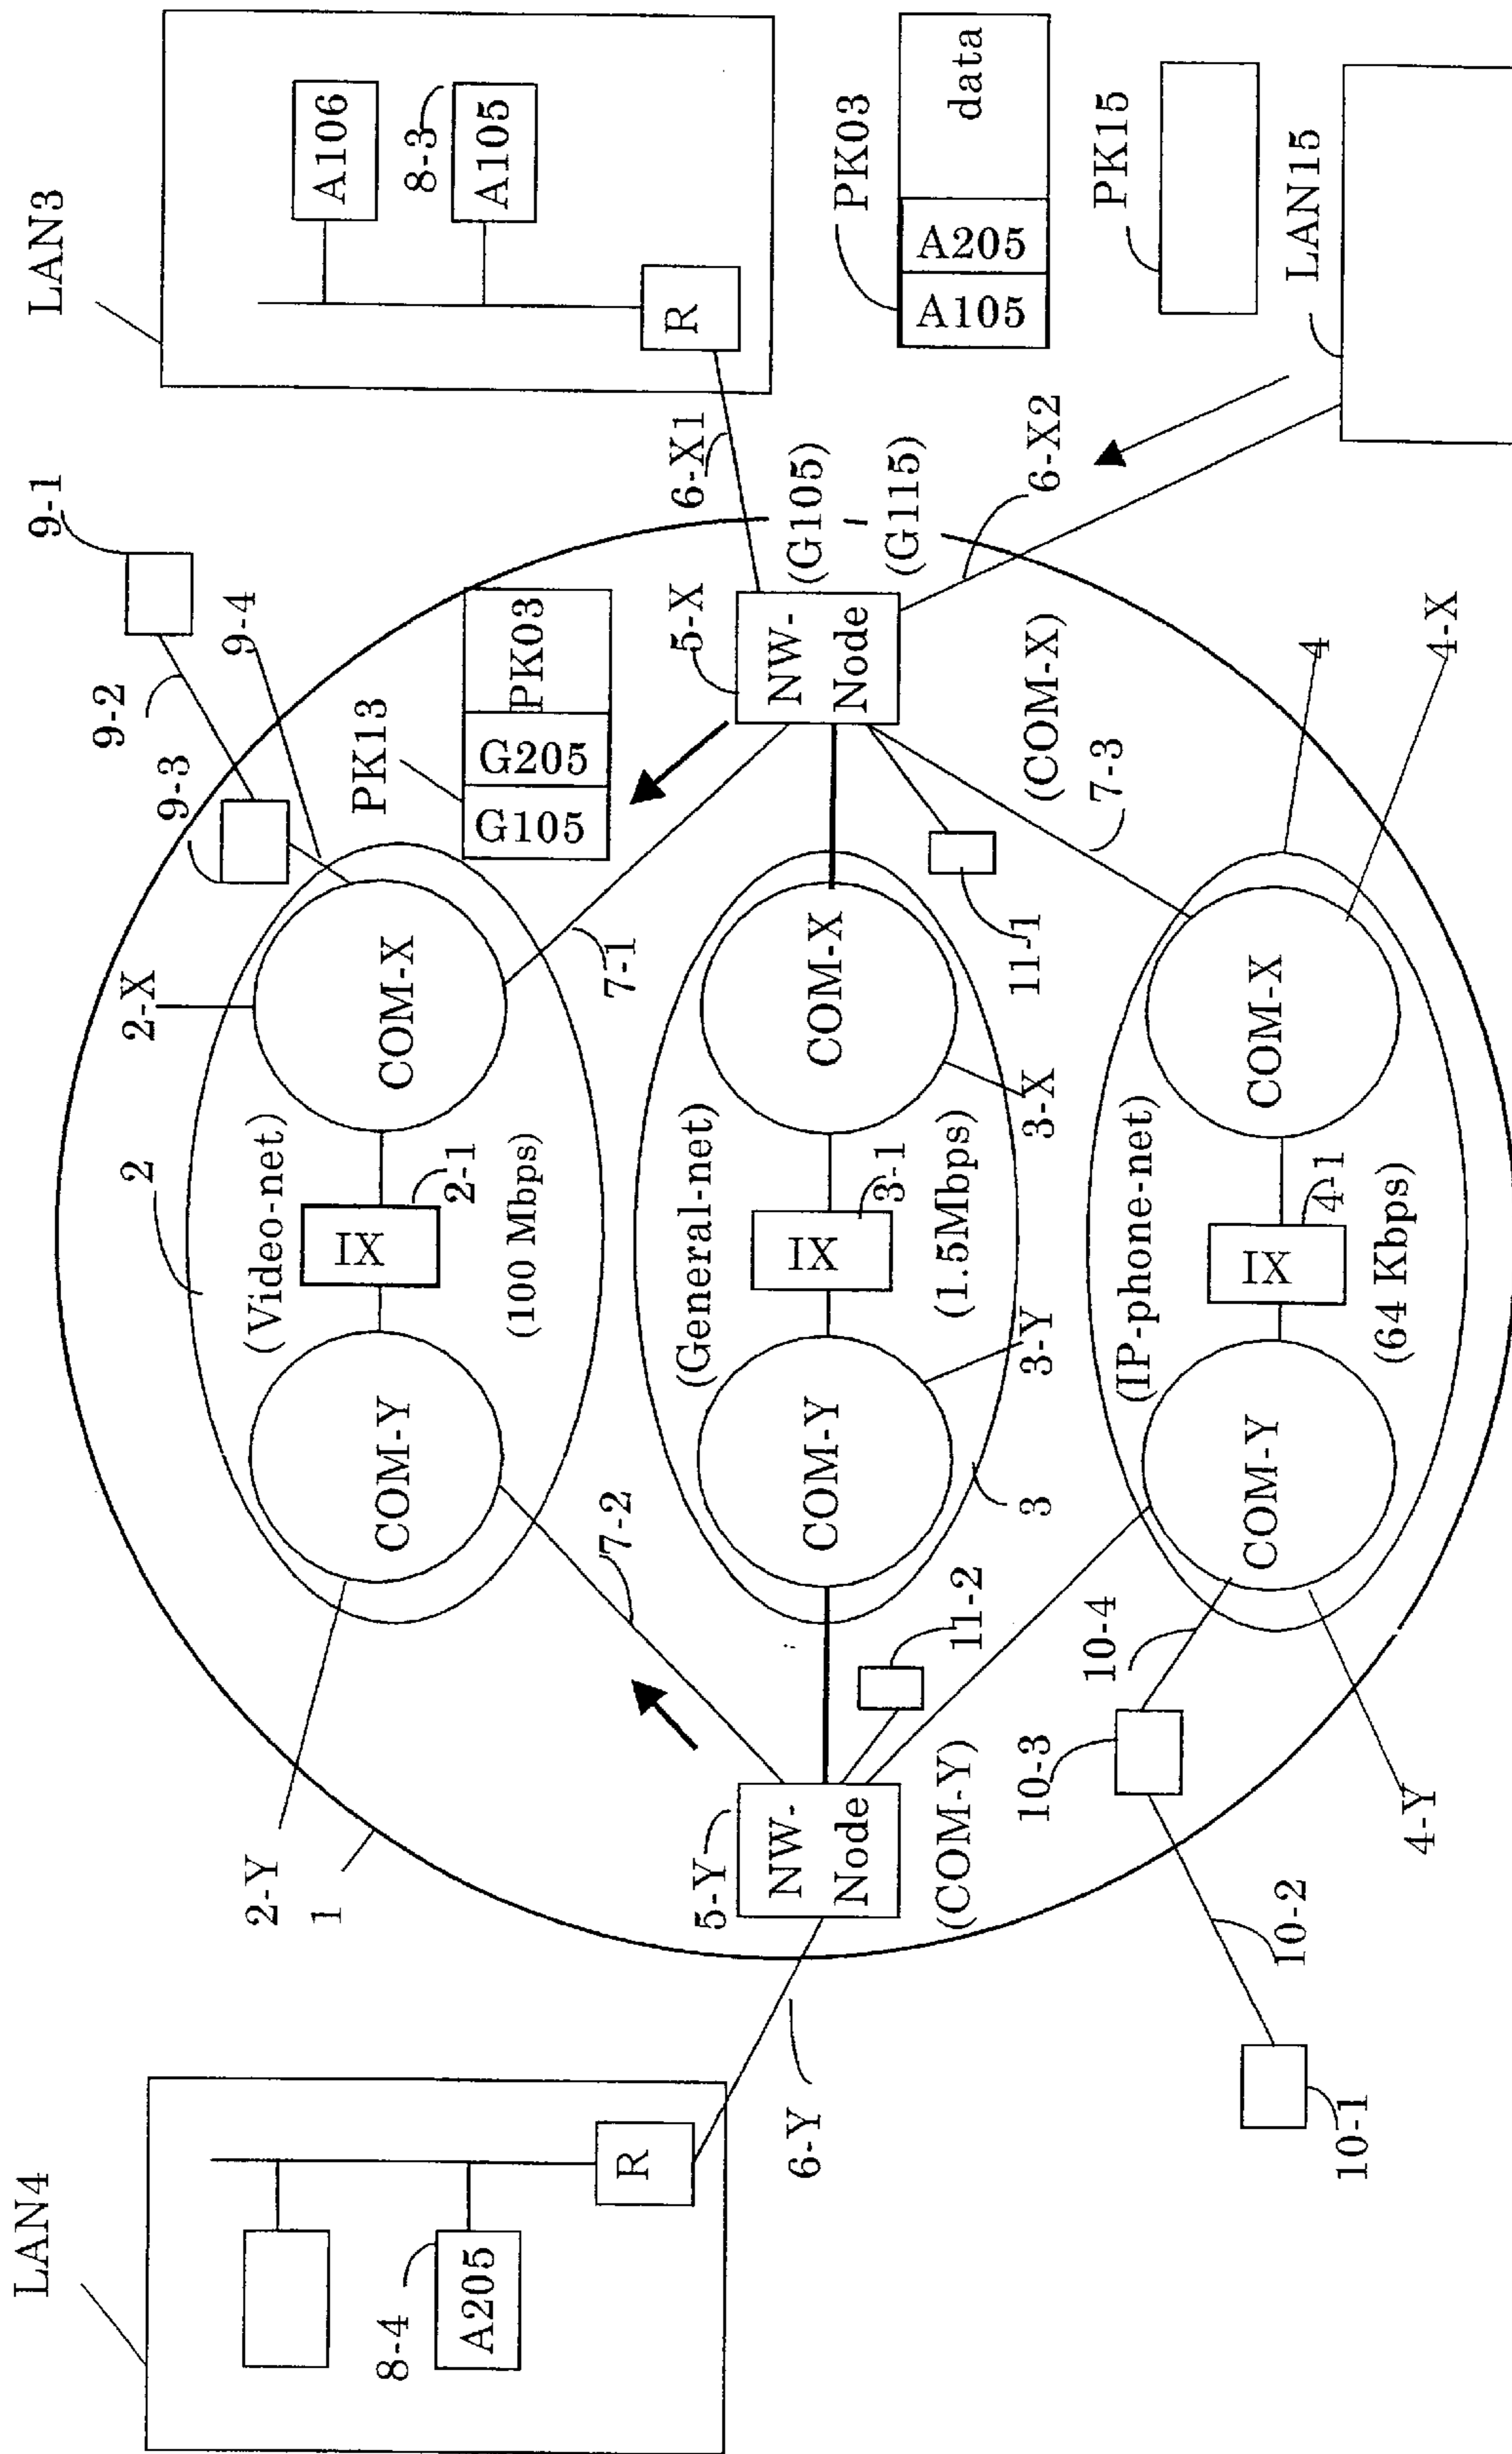 LAN4
8-4
A205
R
6-Y
LAN3
A106
8-3
A105
R
6-X1
PK03
A105
A205
data
PK15
LAN15
6-X2
(G105)
(G115)
9-1
9-2
9-3
9-4
PK13
G105
G205
PK03
5-X
NW-
Node
(COM-X)
7-1
7-3
11-1
2-X
2
(Video-net)
COM-Y
IX
2-1
COM-X
(100 Mbps)
2-Y
1
7-2
(General-net)
COM-Y
IX
3-1
COM-X
(1.5Mbps)
3-Y
3-X
3
5-Y
NW-
Node
(COM-Y)
11-2
(IP-phone-net)
COM-Y
IX
4-1
COM-X
(64 Kbps)
4
4-X
4-Y
10-4
10-3
10-2
10-1